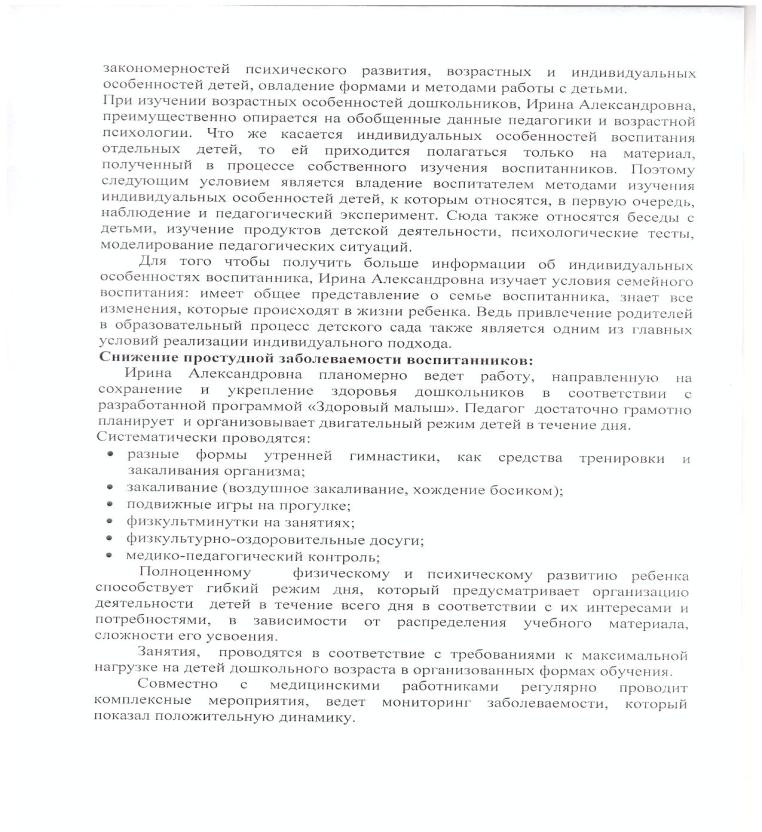 закономерностей психического развития, возрастных и индивидуальных
особенностей детей, овладение формами и методами работы с детьми.
При изучении возрастных особенностей дошкольников, Ирина Александровна,
преимущественно опирается на обобщенные данные педагогики и возрастной
психологии. Что же касается индивидуальных особенностей воспитания
отдельных детей, то ей приходится полагаться только на материал,
полученный в процессе собственного изучения воспитанников. Поэтому
следующим условием является владение воспитателем методами изучения
индивидуальных особенностей детей, к которым относятся, в первую очередь,
наблюдение и педагогический эксперимент. Сюда также относятся беседы с
детьми, изучение продуктов детской деятельности, психологические тесты,
моделирование педагогических ситуаций.
Для того чтобы получить больше информации об индивидуальных
особенностях воспитанника, Ирина Александровна изучает условия семейного
воспитания: имеет общее представление о семье воспитанника, знает все
изменения, которые происходят в жизни ребенка. Ведь привлечение родителей
в образовательный процесс детского сада также является одним из главных
условий реализации индивидуального подхода.
Снижение простудной заболеваемости воспитанников:
Ирина Александровна планомерно ведет работу, направленную на
сохранение и укрепление здоровья дошкольников в соответствии с
разработанной программой «Здоровый малыш». Педагог достаточно грамотно
планирует и организовывает двигательный режим детей в течение дня.
Систематически проводятся:
• разные формы утренней гимнастики, как средства тренировки и
закаливания организма;
• закаливание (воздушное закаливание, хождение босиком);
• подвижные игры на прогулке;
• физкультминутки на занятиях;
• физкультурно-оздоровительные досуги;
• медико-педагогический контроль;
Полноценному физическому и психическому развитию ребенка
способствует гибкий режим дня, который предусматривает организацию
деятельности детей в течение всего дня в соответствии с их интересами и
потребностями, в зависимости от распределения учебного материала,
сложности его усвоения.
Занятия, проводятся в соответствие с требованиями к максимальной
нагрузке на детей дошкольного возраста в организованных формах обучения.
Совместно с медицинскими работниками регулярно проводит
комплексные мероприятия, ведет мониторинг заболеваемости, который
показал положительную динамику.